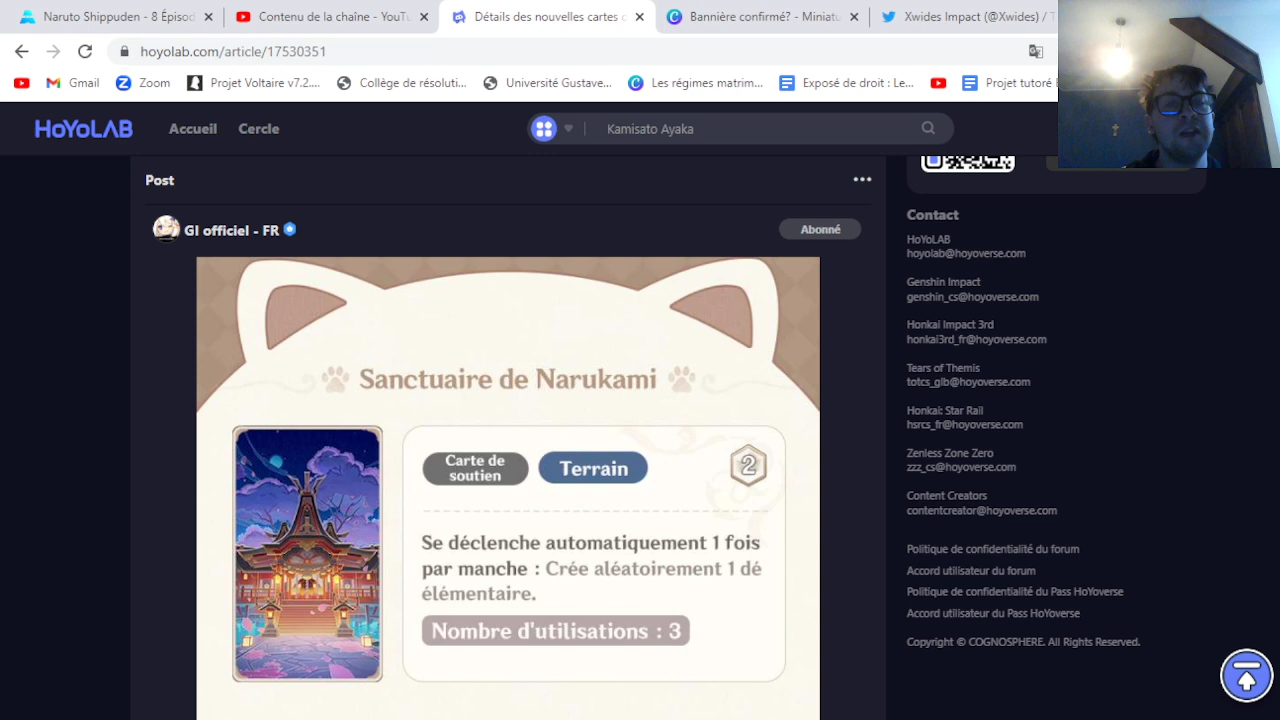 Naruto Shippuden - 8 Épisod
Contenu de la chaîne - YouTu
Détails des nouvelles cartes c
Bannière confirmé? - Miniatu
Xwides Impact (@Xwides) / T
hoyolab.com/article/17530351
Gmail
Zoom
Projet Voltaire v7.2....
Collège de résoluti...
Université Gustave...
Les régimes matrim...
Exposé de droit : Le...
Projet tutoré
HoYoLAB
Accueil
Cercle
Kamisato Ayaka
Post
GI officiel - FR
Abonné
Sanctuaire de Narukami
Carte de
soutien
Terrain
2
Se déclenche automatiquement 1 fois
par manche : Crée aléatoirement 1 dé
élémentaire.
Nombre d'utilisations : 3
Contact
HoYoLAB
hoyolab@hoyoverse.com
Genshin Impact
genshin_cs@hoyoverse.com
Honkai Impact 3rd
honkai3rd_fr@hoyoverse.com
Tears of Themis
totcs_glb@hoyoverse.com
Honkai: Star Rail
hsrcs_fr@hoyoverse.com
Zenless Zone Zero
zzz_cs@hoyoverse.com
Content Creators
contentcreator@hoyoverse.com
Politique de confidentialité du forum
Accord utilisateur du forum
Politique de confidentialité du Pass HoYoverse
Accord utilisateur du Pass HoYoverse
Copyright © COGNOSPHERE. All Rights Reserved.